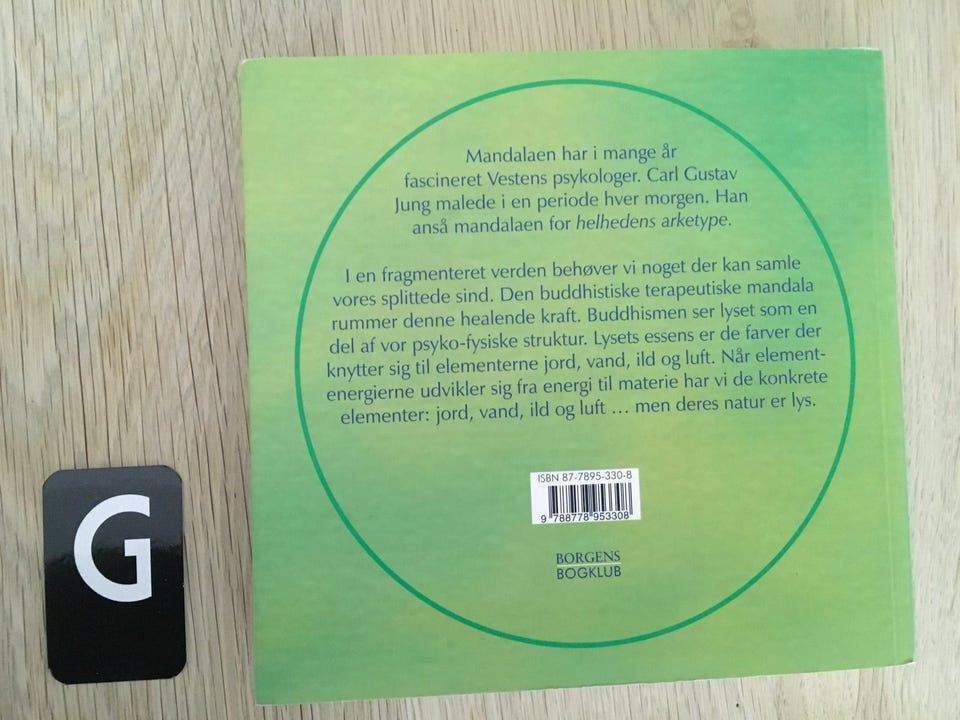 Mandalaen har i mange år
fascineret Vestens psykologer. Carl Gustav
Jung malede i en periode hver morgen. Han
anså mandalaen for helhedens arketype.
I en fragmenteret verden behøver vi noget der kan samle
vores splittede sind. Den buddhistiske terapeutiske mandala
rummer denne healende kraft. Buddhismen ser lyset som en
del af vor psyko-fysiske struktur. Lysets essens er de farver der
knytter sig til elementerne jord, vand, ild og luft. Når element-
energierne udvikler sig fra energi til materie har vi de konkrete
elementer: jord, vand, ild og luft … men deres natur er lys.
ISBN 87-7895-330-8
9 788778 953308
BORGENS
BOGKLUB
G